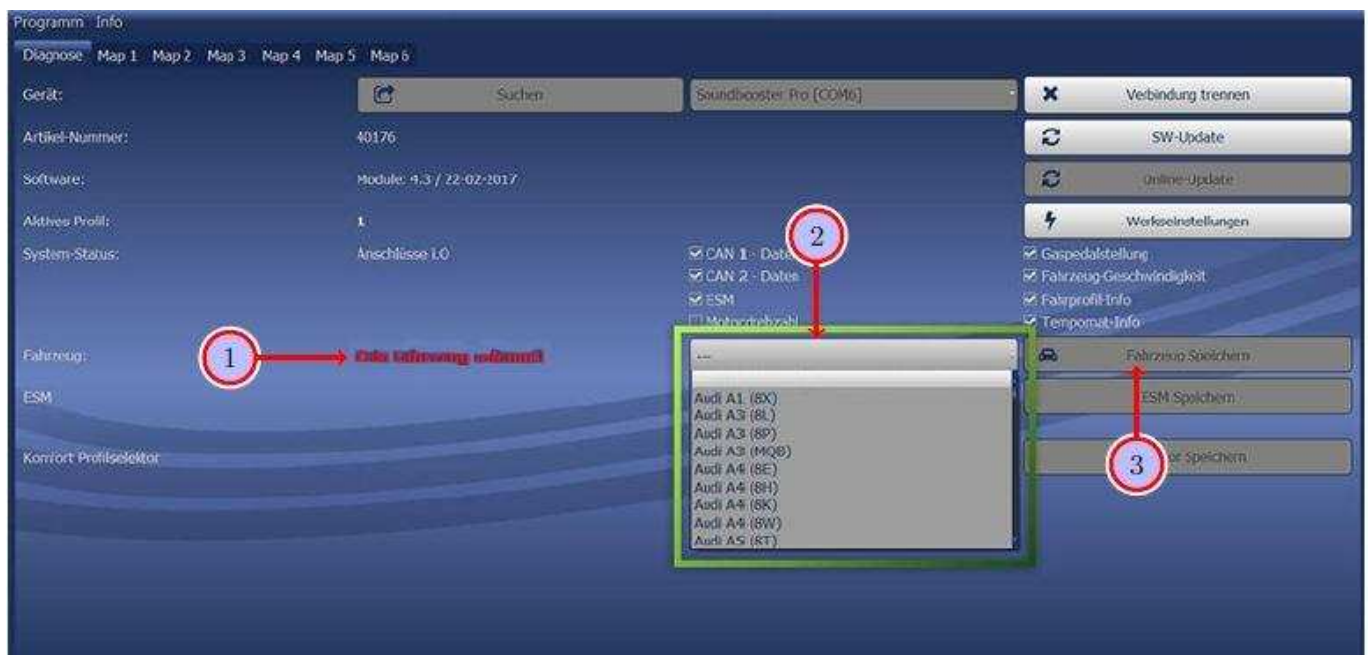 Programm Info
Diagnose Map 1 Map 2 Map 3 Map 4 Map 5 Map 6
Gerät: Suchen Soundbooster Pro [COM6] Verbindung trennen
Artikel-Nummer: 40176 SW-Update
Software: Module: 4.3 / 22-02-2017 Online-Update
Aktives Profil: 1 Werkseinstellungen
2
System-Status: Anschlüsse I.O CAN 1 - Date Gaspedalstellung
CAN 2 - Daten Fahrzeug-Geschwindigkeit
ESM Fahrprofil-Info
Motordrehzahl Tempomat-Info
Fahrzeug: 1 --- Fahrzeug Speichern
ESM ESM Speichern
Audi A1 (8X)
Audi A3 (8L)
Audi A3 (8P)
Audi A3 (MQB)
Komfort Profilselektor 3 or Speichern
Audi A4 (8E)
Audi A4 (8H)
Audi A4 (8K)
Audi A4 (8W)
Audi A5 (8T)